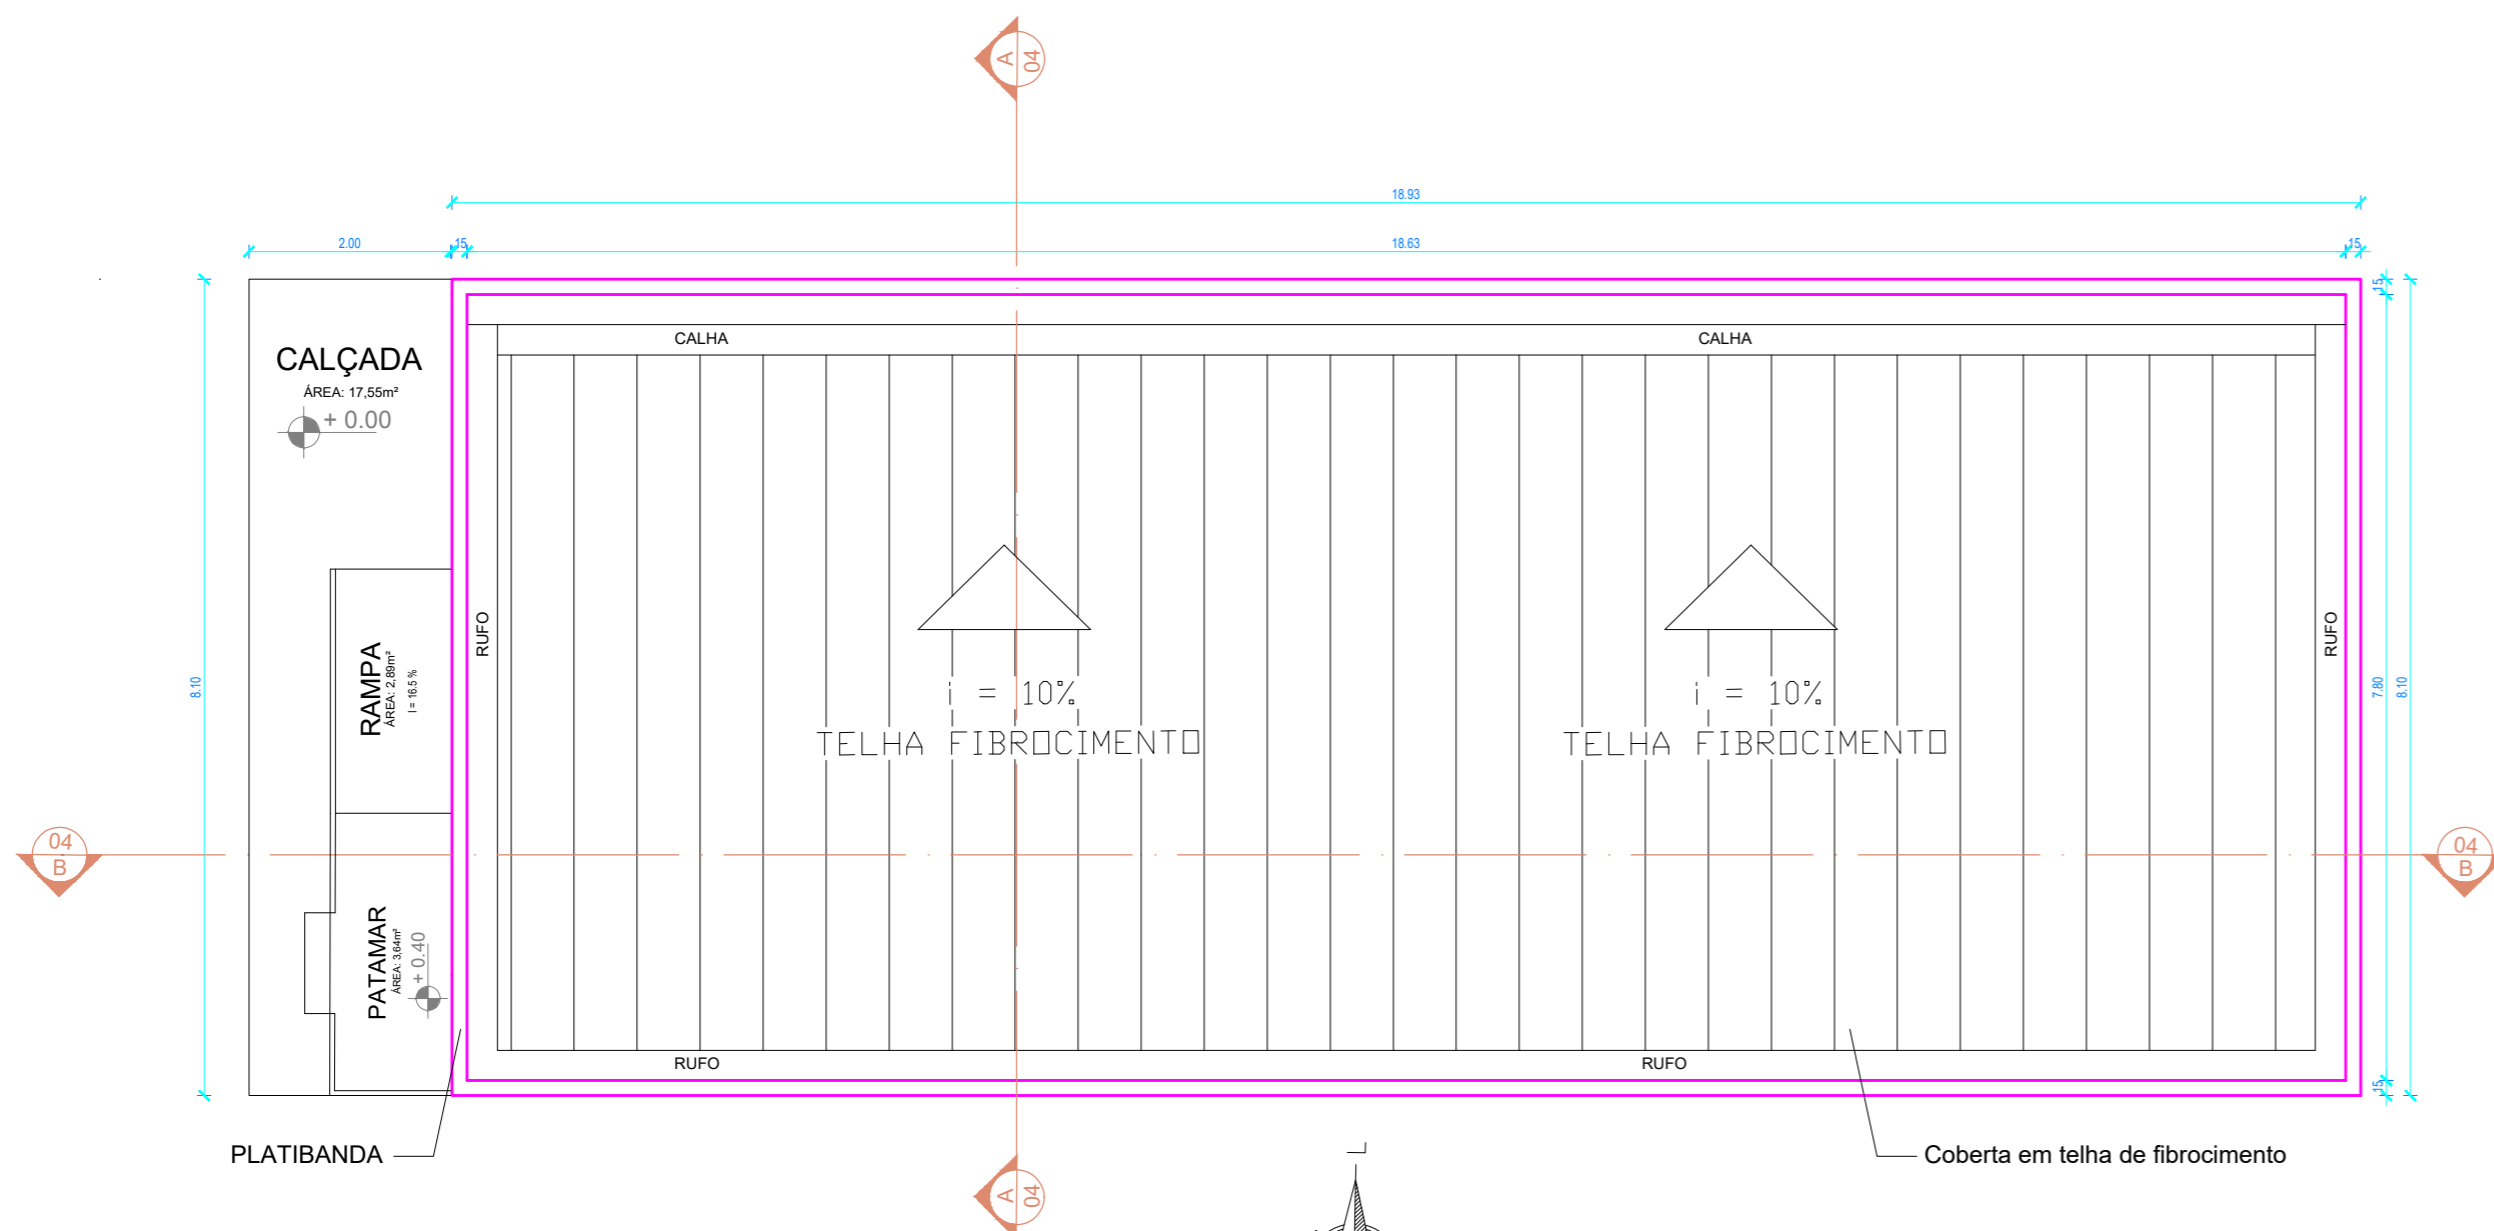 A
04
18.93
2.00
15
18.63
15
CALÇADA
ÁREA: 17,55m²
+ 0.00
CALHA
CALHA
15
8.10
RAMPA
ÁREA: 2,89m²
I = 16.5 %
RUFO
i = 10%
TELHA FIBROCIMENTO
i = 10%
TELHA FIBROCIMENTO
RUFO
7.80
8.10
04
B
04
B
PATAMAR
ÁREA: 3,64m²
+ 0.40
RUFO
RUFO
15
PLATIBANDA
Coberta em telha de fibrocimento
A
04